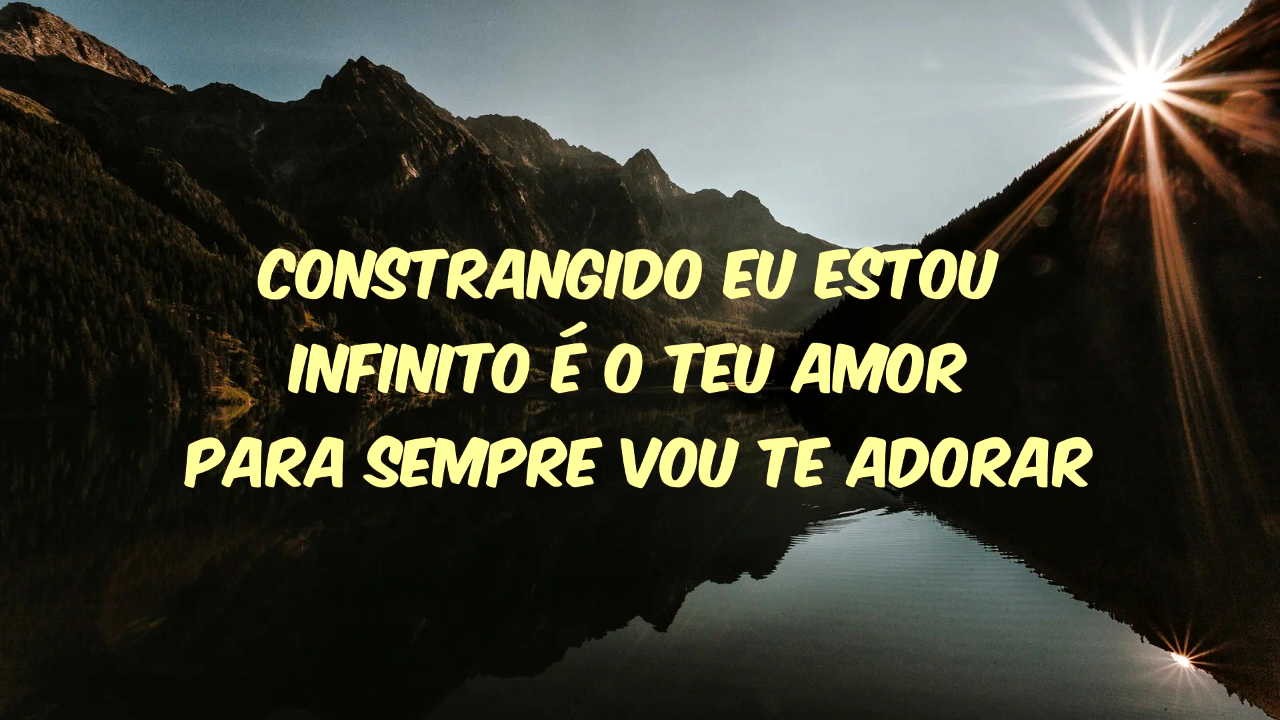 CONSTRANGIDO EU ESTOU
INFINITO É O TEU AMOR
PARA SEMPRE VOU TE ADORAR